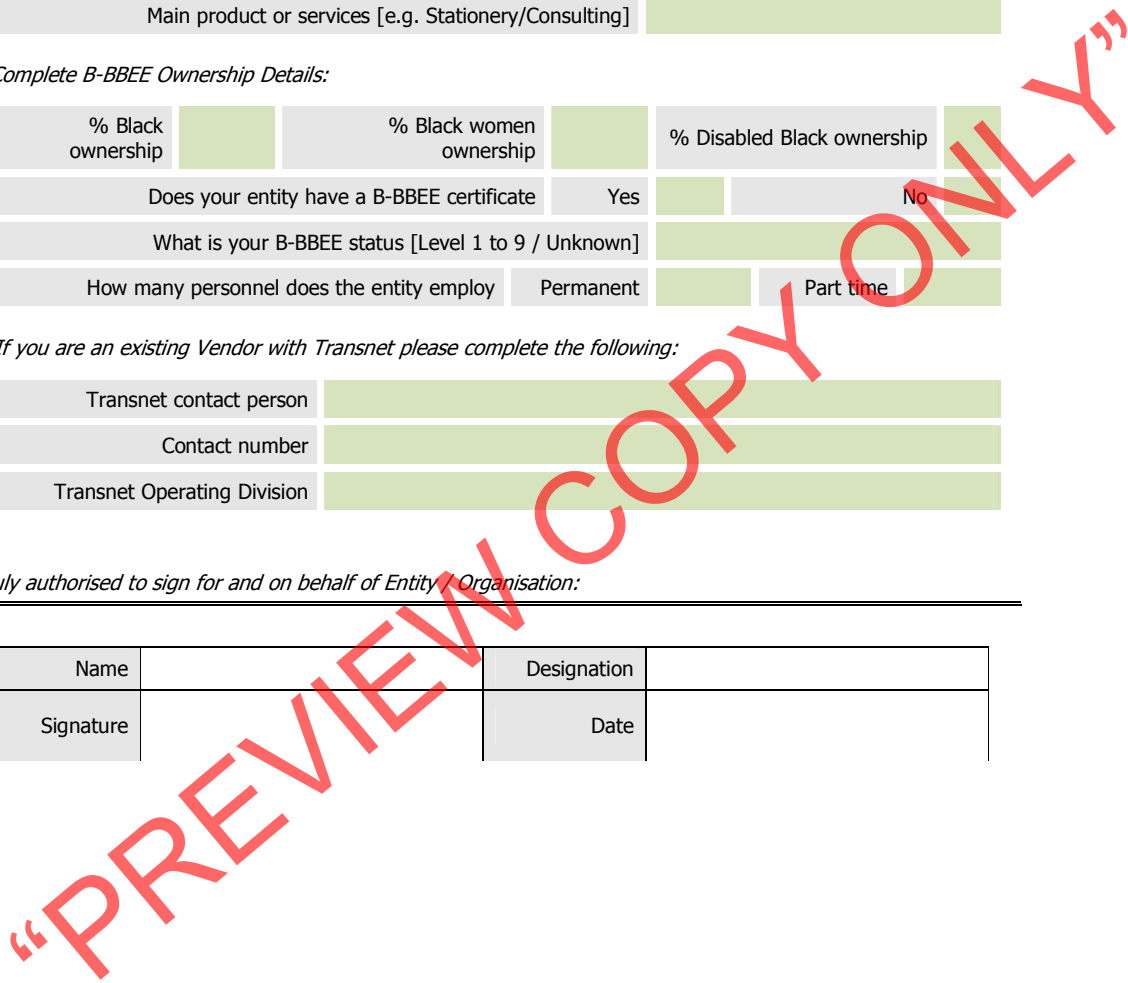 Main product or services [e.g. Stationery/Consulting]
Complete B-BBEE Ownership Details:
% Black ownership % Black women ownership % Disabled Black ownership
Does your entity have a B-BBEE certificate Yes No
What is your B-BBEE status [Level 1 to 9 / Unknown]
How many personnel does the entity employ Permanent Part time
If you are an existing Vendor with Transnet please complete the following:
Transnet contact person
Contact number
Transnet Operating Division
uly authorised to sign for and on behalf of Entity / Organisation:
Name Designation
Signature Date
“PREVIEW COPY ONLY”